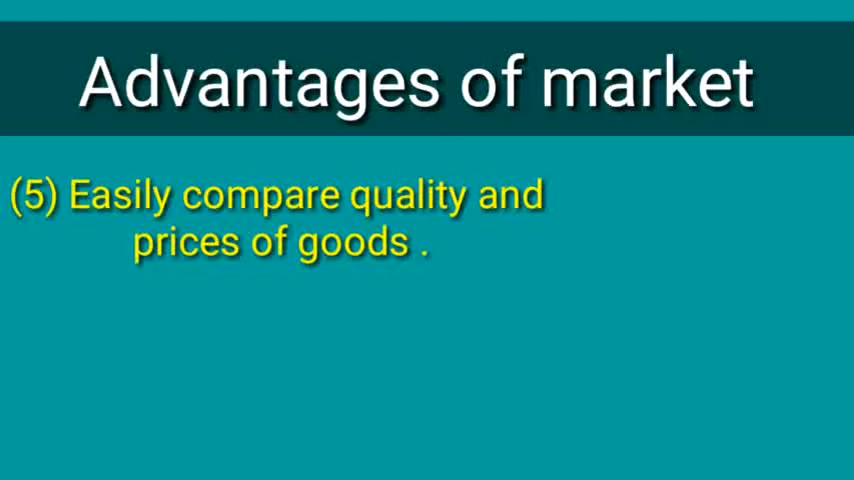 Advantages of market
(5) Easily compare quality and
prices of goods .